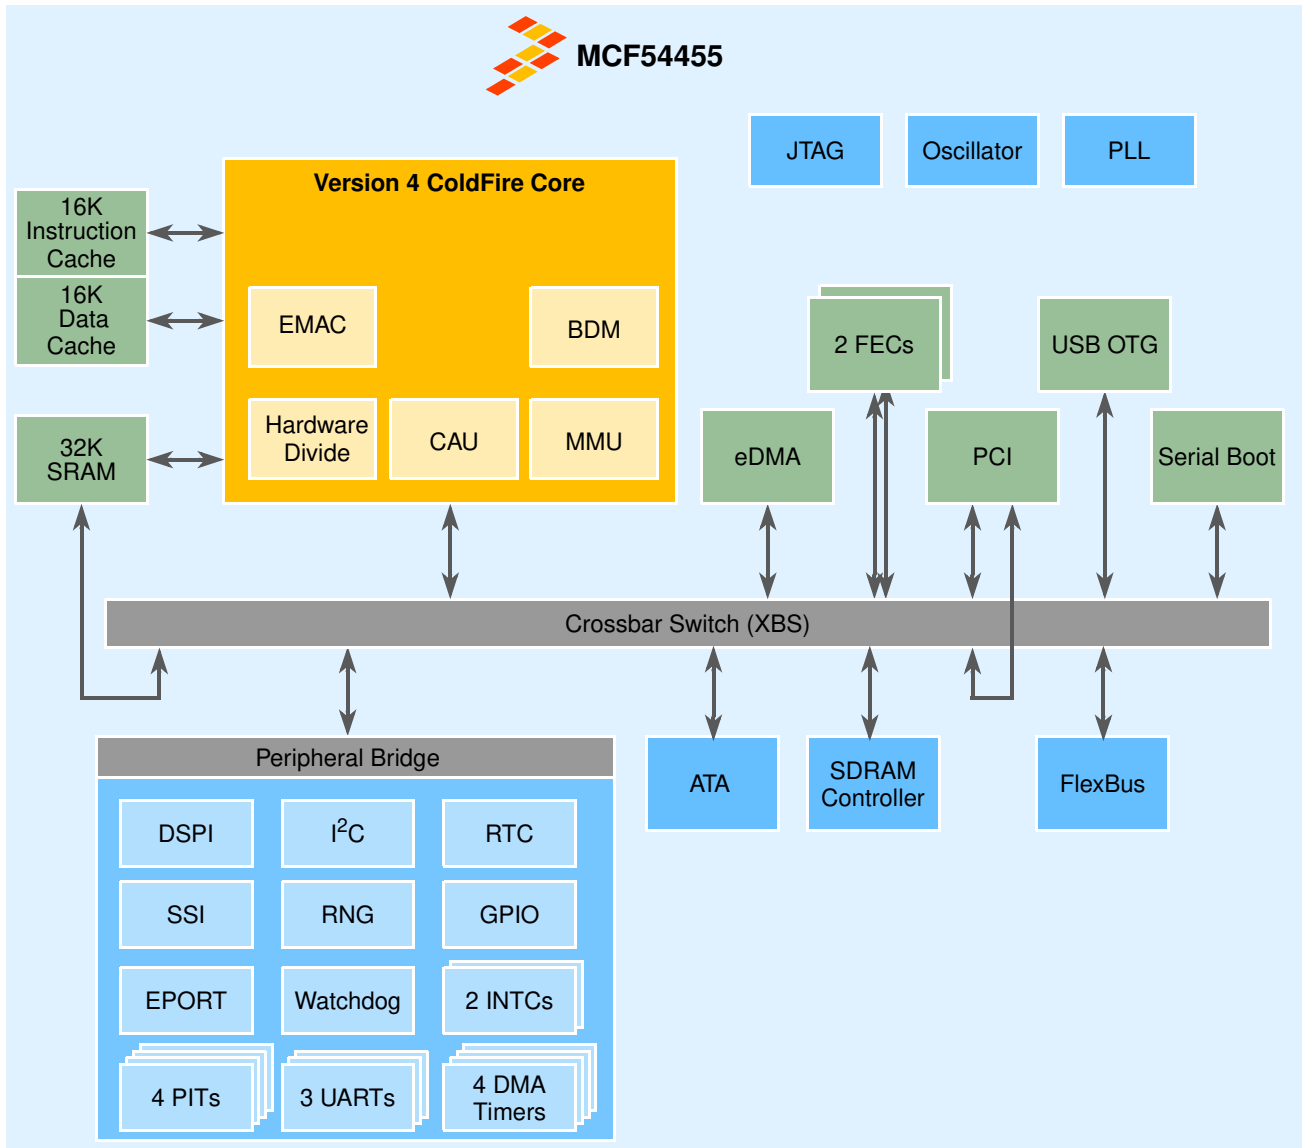 MCF54455
JTAG
Oscillator
PLL
Version 4 ColdFire Core
16K
Instruction
Cache
16K
Data
Cache
EMAC
BDM
2 FECs
USB OTG
32K
SRAM
Hardware
Divide
CAU
MMU
eDMA
PCI
Serial Boot
Crossbar Switch (XBS)
Peripheral Bridge
ATA
SDRAM
Controller
FlexBus
DSPI
I²C
RTC
SSI
RNG
GPIO
EPORT
Watchdog
2 INTCs
4 PITs
3 UARTs
4 DMA
Timers